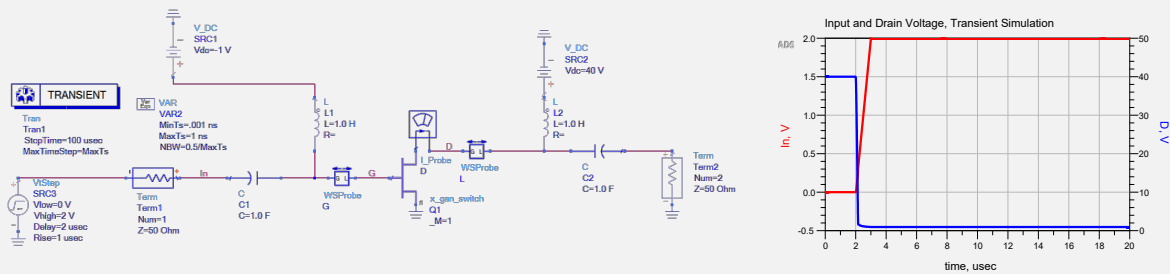 V_DC
SRC1
Vdc=-1 V
TRANSIENT
Tran
Tran1
StopTime=100 usec
MaxTimeStep=MaxTs
Var
Eqn
VAR
VAR2
MinTs=.001 ns
MaxTs=1 ns
NBW=0.5/MaxTs
L
L1
L=1.0 H
R=
V_DC
SRC2
Vdc=40 V
L
L2
L=1.0 H
R=
VtStep
SRC3
Vlow=0 V
Vhigh=2 V
Delay=2 usec
Rise=1 usec
Term
Term1
Num=1
Z=50 Ohm
In
C
C1
C=1.0 F
G L
WSProbe
G
G
I_Probe
D
D
G L
WSProbe
L
x_gan_switch
Q1
_M=1
C
C2
C=1.0 F
Term
Term2
Num=2
Z=50 Ohm
ADS
Input and Drain Voltage, Transient Simulation
In, V
2.0
1.5
1.0
0.5
0.0
-0.5
50
40
30
20
10
0
D, V
0 2 4 6 8 10 12 14 16 18 20
time, usec